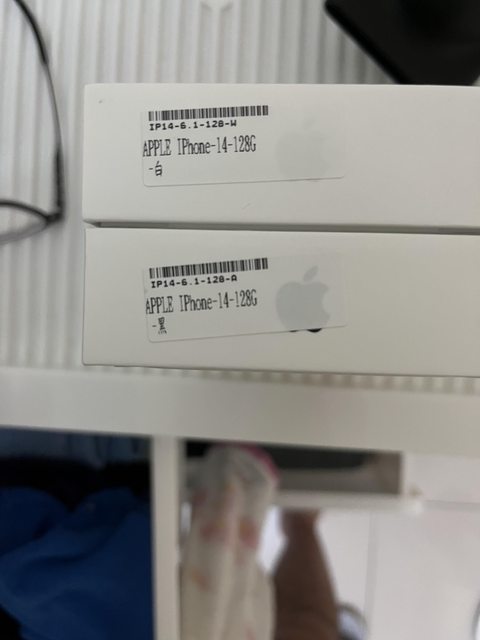 IP14-6.1-128-W
APPLE IPhone-14-128G
-白
IP14-6.1-128-A
APPLE IPhone-14-128G
-黑